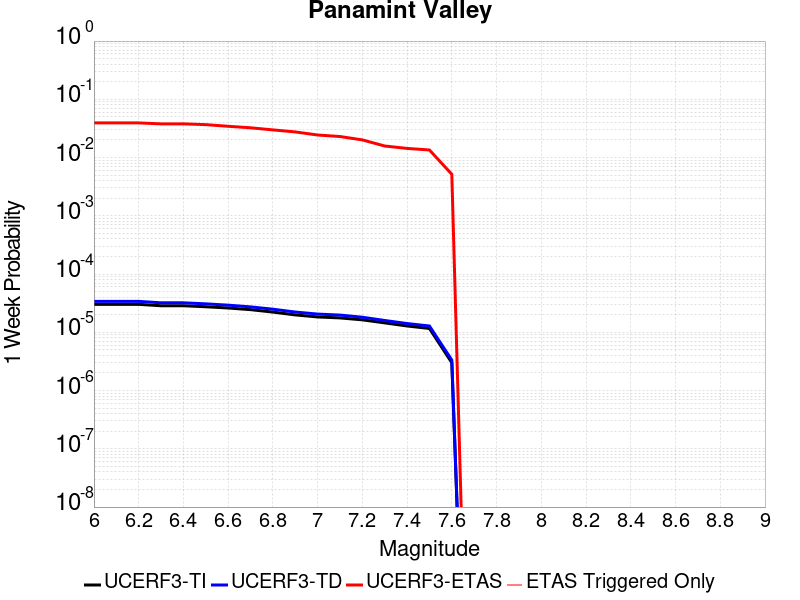 Panamint Valley
10^0
10^-1
10^-2
10^-3
10^-4
10^-5
10^-6
10^-7
10^-8
1 Week Probability
6 6.2 6.4 6.6 6.8 7 7.2 7.4 7.6 7.8 8 8.2 8.4 8.6 8.8 9
Magnitude
UCERF3-TI UCERF3-TD UCERF3-ETAS ETAS Triggered Only